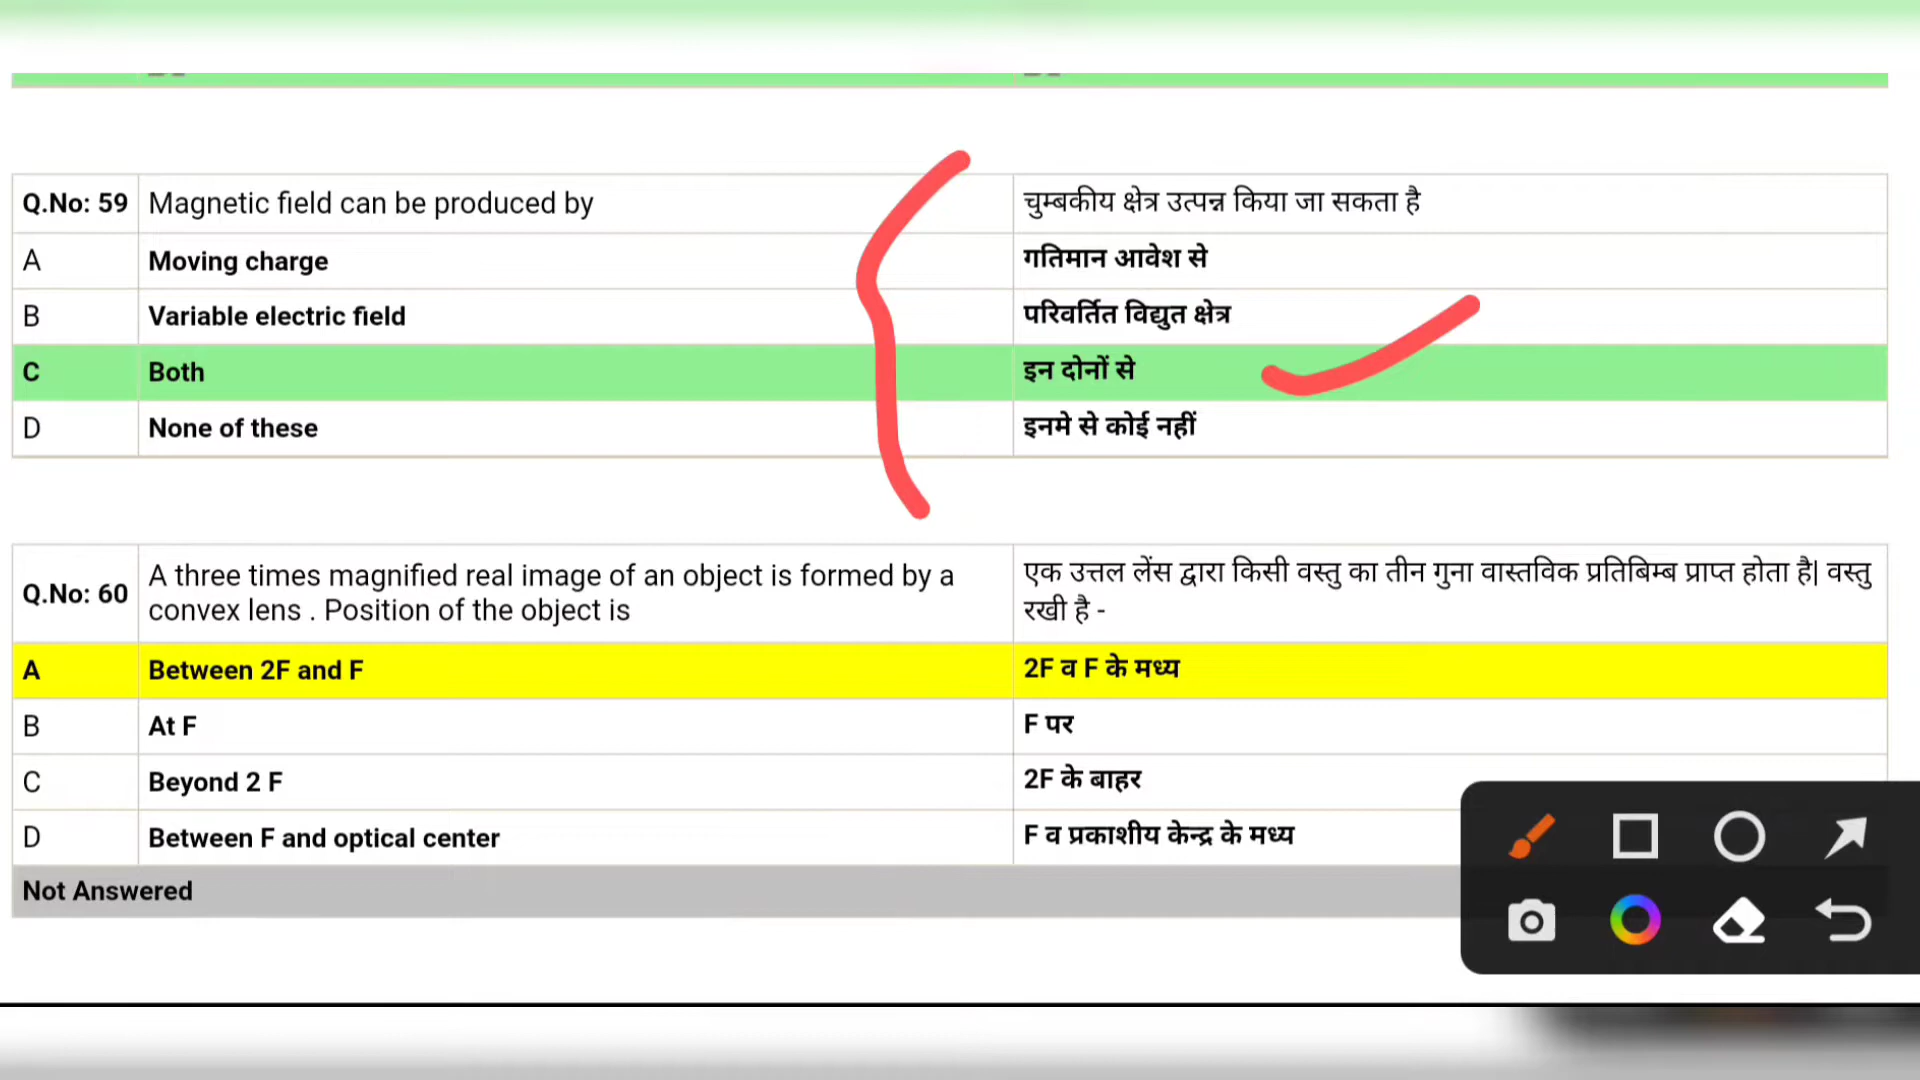 Q.No: 59 Magnetic field can be produced by चुम्बकीय क्षेत्र उत्पन्न किया जा सकता है
A Moving charge गतिमान आवेश से
B Variable electric field परिवर्तित विद्युत क्षेत्र
C Both इन दोनों से
D None of these इनमे से कोई नहीं
Q.No: 60 A three times magnified real image of an object is formed by a
convex lens . Position of the object is
एक उत्तल लेंस द्वारा किसी वस्तु का तीन गुना वास्तविक प्रतिबिम्ब प्राप्त होता है| वस्तु
रखी है -
A Between 2F and F 2F व F के मध्य
B At F F पर
C Beyond 2 F 2F के बाहर
D Between F and optical center F व प्रकाशीय केन्द्र के मध्य
Not Answered